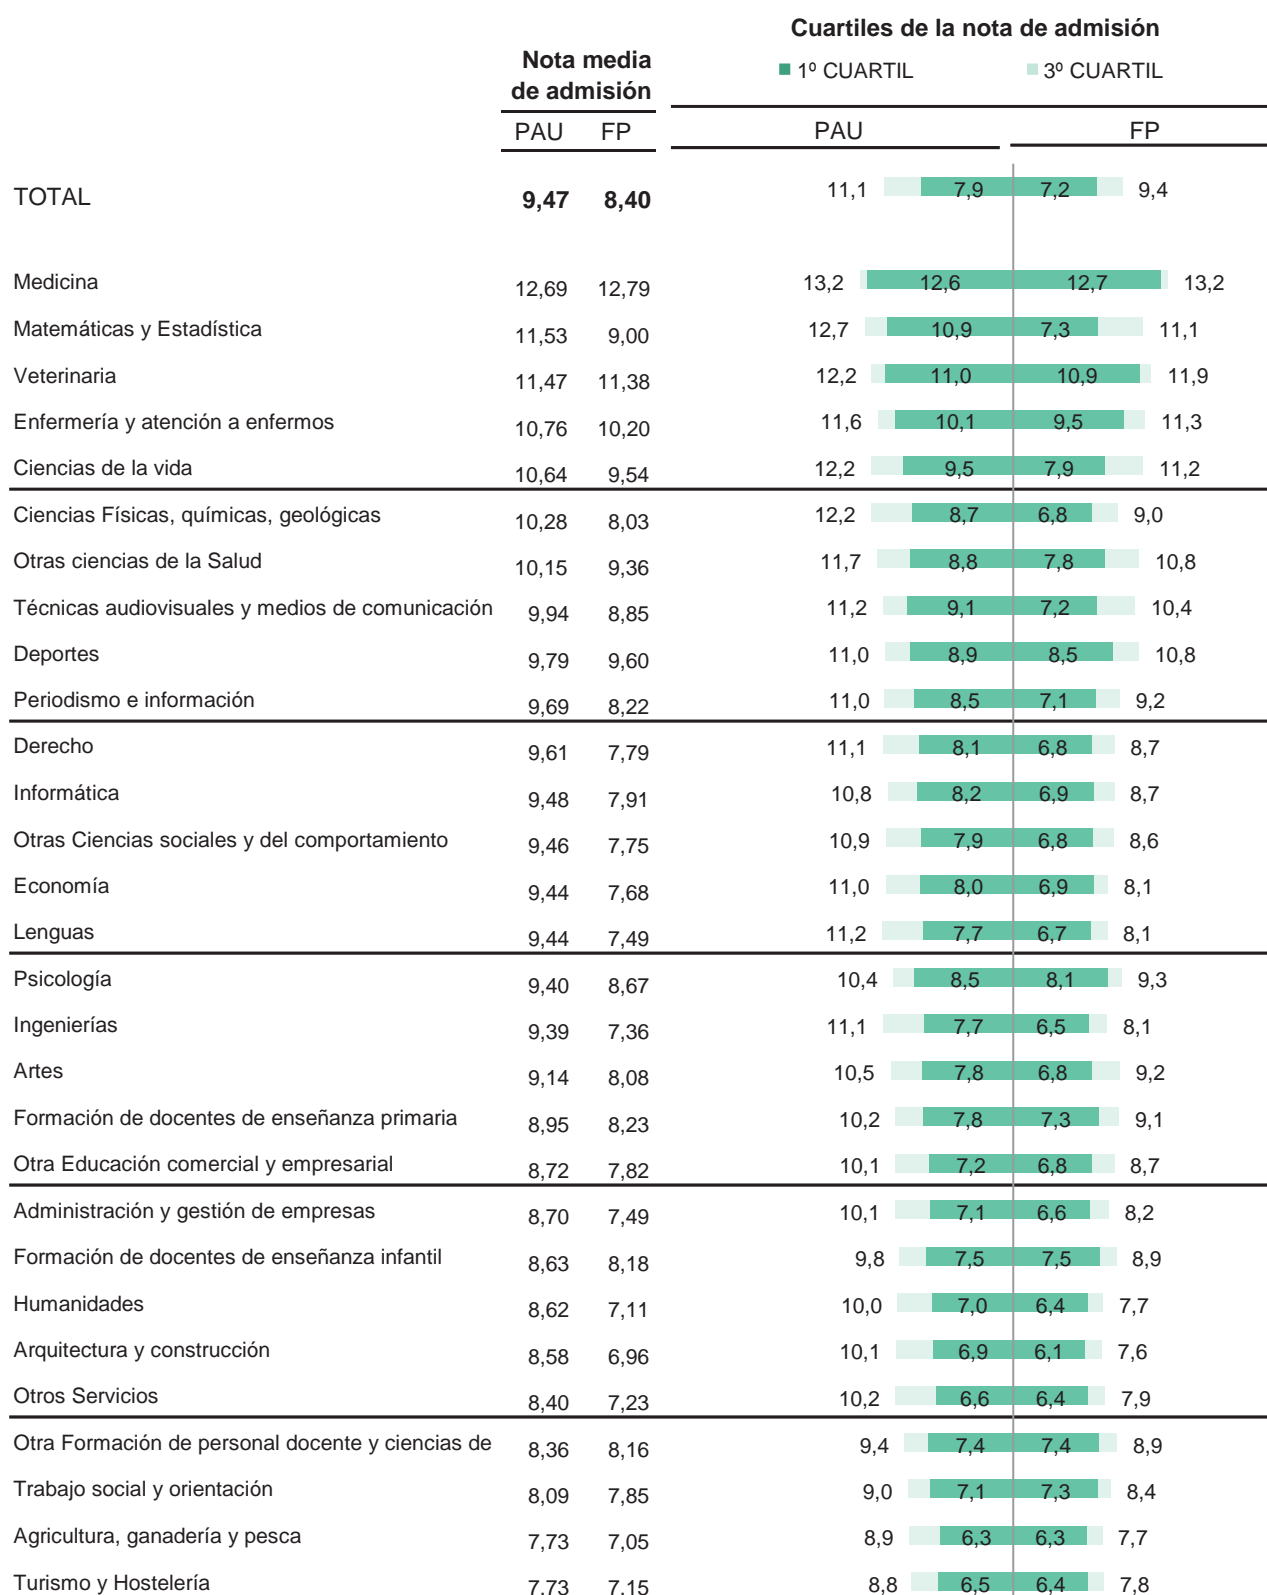 Cuartiles de la nota de admisión
Nota media de admisión
1º CUARTIL 3º CUARTIL
PAU FP PAU FP
TOTAL 9,47 8,40 11,1 7,9 7,2 9,4
Medicina 12,69 12,79 13,2 12,6 12,7 13,2
Matemáticas y Estadística 11,53 9,00 12,7 10,9 7,3 11,1
Veterinaria 11,47 11,38 12,2 11,0 10,9 11,9
Enfermería y atención a enfermos 10,76 10,20 11,6 10,1 9,5 11,3
Ciencias de la vida 10,64 9,54 12,2 9,5 7,9 11,2
Ciencias Físicas, químicas, geológicas 10,28 8,03 12,2 8,7 6,8 9,0
Otras ciencias de la Salud 10,15 9,36 11,7 8,8 7,8 10,8
Técnicas audiovisuales y medios de comunicación 9,94 8,85 11,2 9,1 7,2 10,4
Deportes 9,79 9,60 11,0 8,9 8,5 10,8
Periodismo e información 9,69 8,22 11,0 8,5 7,1 9,2
Derecho 9,61 7,79 11,1 8,1 6,8 8,7
Informática 9,48 7,91 10,8 8,2 6,9 8,7
Otras Ciencias sociales y del comportamiento 9,46 7,75 10,9 7,9 6,8 8,6
Economía 9,44 7,68 11,0 8,0 6,9 8,1
Lenguas 9,44 7,49 11,2 7,7 6,7 8,1
Psicología 9,40 8,67 10,4 8,5 8,1 9,3
Ingenierías 9,39 7,36 11,1 7,7 6,5 8,1
Artes 9,14 8,08 10,5 7,8 6,8 9,2
Formación de docentes de enseñanza primaria 8,95 8,23 10,2 7,8 7,3 9,1
Otra Educación comercial y empresarial 8,72 7,82 10,1 7,2 6,8 8,7
Administración y gestión de empresas 8,70 7,49 10,1 7,1 6,6 8,2
Formación de docentes de enseñanza infantil 8,63 8,18 9,8 7,5 7,5 8,9
Humanidades 8,62 7,11 10,0 7,0 6,4 7,7
Arquitectura y construcción 8,58 6,96 10,1 6,9 6,1 7,6
Otros Servicios 8,40 7,23 10,2 6,6 6,4 7,9
Otra Formación de personal docente y ciencias de 8,36 8,16 9,4 7,4 7,4 8,9
Trabajo social y orientación 8,09 7,85 9,0 7,1 7,3 8,4
Agricultura, ganadería y pesca 7,73 7,05 8,9 6,3 6,3 7,7
Turismo y Hostelería 7,73 7,15 8,8 6,5 6,4 7,8